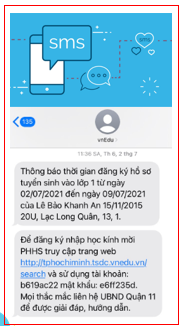 sms
sms
135
vnEdu
11:36 SA, Th 6, 2 thg 7
Thông báo thời gian đăng ký hồ sơ
tuyển sinh vào lớp 1 từ ngày
02/07/2021 đến ngày 09/07/2021
của Lê Bảo Khanh An 15/11/2015
20U, Lạc Long Quân, 13, 1.
Để đăng ký nhập học kính mời
PHHS truy cập trang web
http://tphochiminh.tsdc.vnedu.vn/
search và sử dụng tài khoản:
b619ac22 mật khẩu: e6ff235d.
Mọi thắc mắc liên hệ UBND Quận 11
để được giải đáp, hướng dẫn.